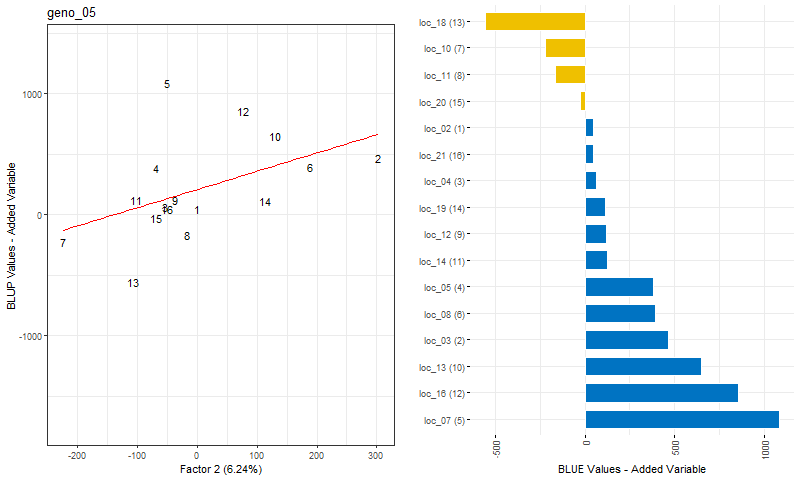 geno_05
BLUP Values - Added Variable
1000
0
-1000
5
12
10
2
6
4
11
9
14
3
16
1
15
8
7
13
-200
-100
0
100
200
300
Factor 2 (6.24%)
loc_18 (13)
loc_10 (7)
loc_11 (8)
loc_20 (15)
loc_02 (1)
loc_21 (16)
loc_04 (3)
loc_19 (14)
loc_12 (9)
loc_14 (11)
loc_05 (4)
loc_08 (6)
loc_03 (2)
loc_13 (10)
loc_16 (12)
loc_07 (5)
-500
0
500
1000
BLUE Values - Added Variable